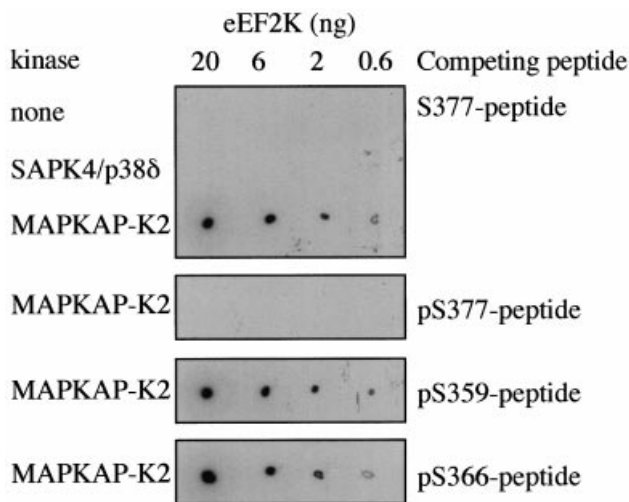 eEF2K (ng)
kinase 20 6 2 0.6 Competing peptide
none S377-peptide
SAPK4/p38δ
MAPKAP-K2
MAPKAP-K2 pS377-peptide
MAPKAP-K2 pS359-peptide
MAPKAP-K2 pS366-peptide